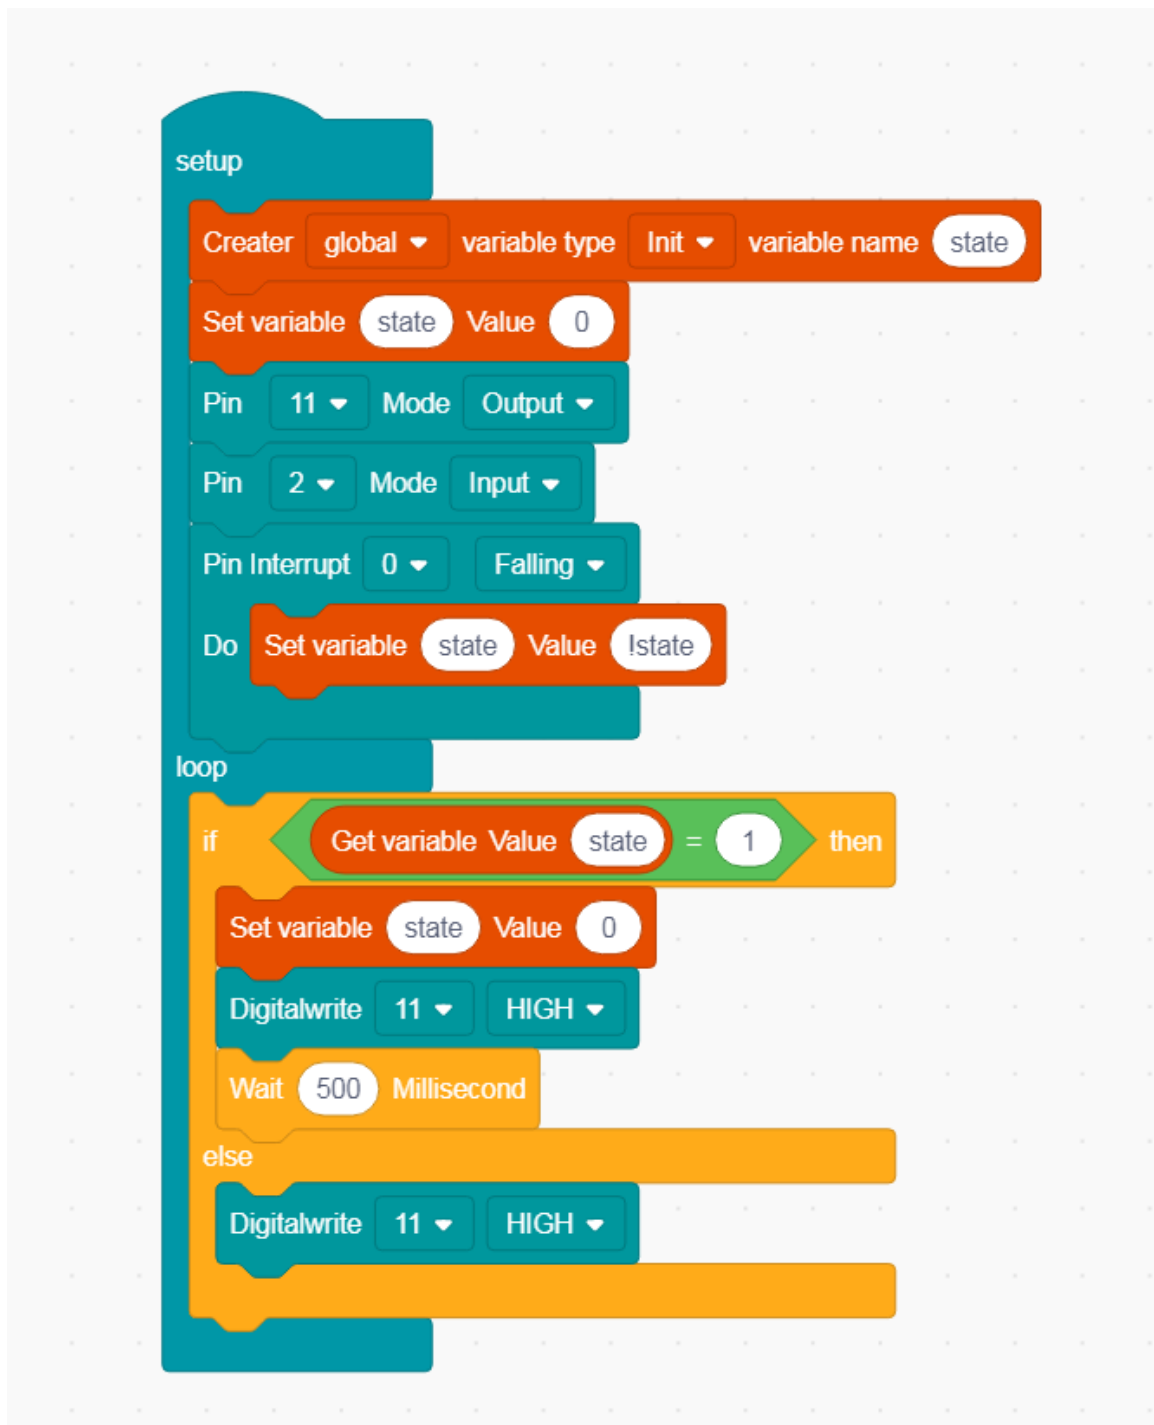 setup
Creater global variable type Init variable name state
Set variable state Value 0
Pin 11 Mode Output
Pin 2 Mode Input
Pin Interrupt 0 Falling
Do Set variable state Value !state
loop
if Get variable Value state = 1 then
Set variable state Value 0
Digitalwrite 11 HIGH
Wait 500 Millisecond
else
Digitalwrite 11 HIGH